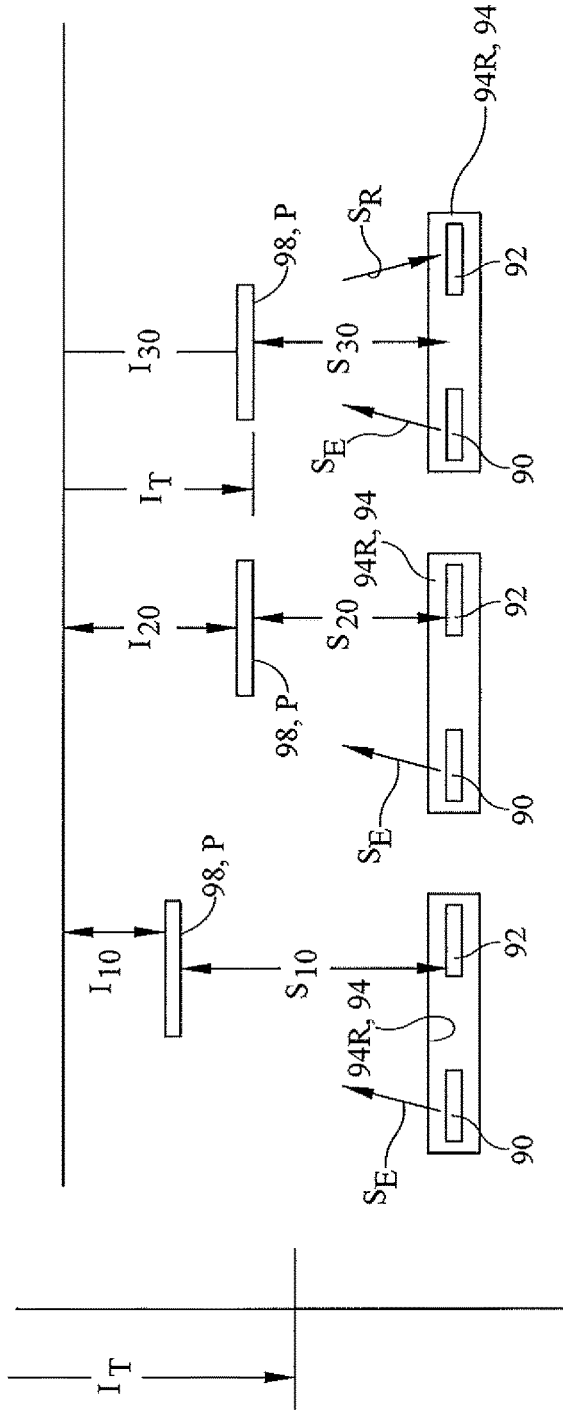 I_T
I_10
98, P
S_10
94R, 94
S_E
90
92
I_20
98, P
S_20
94R, 94
S_E
90
92
I_T
I_30
98, P
S_30
S_E
S_R
94R, 94
90
92